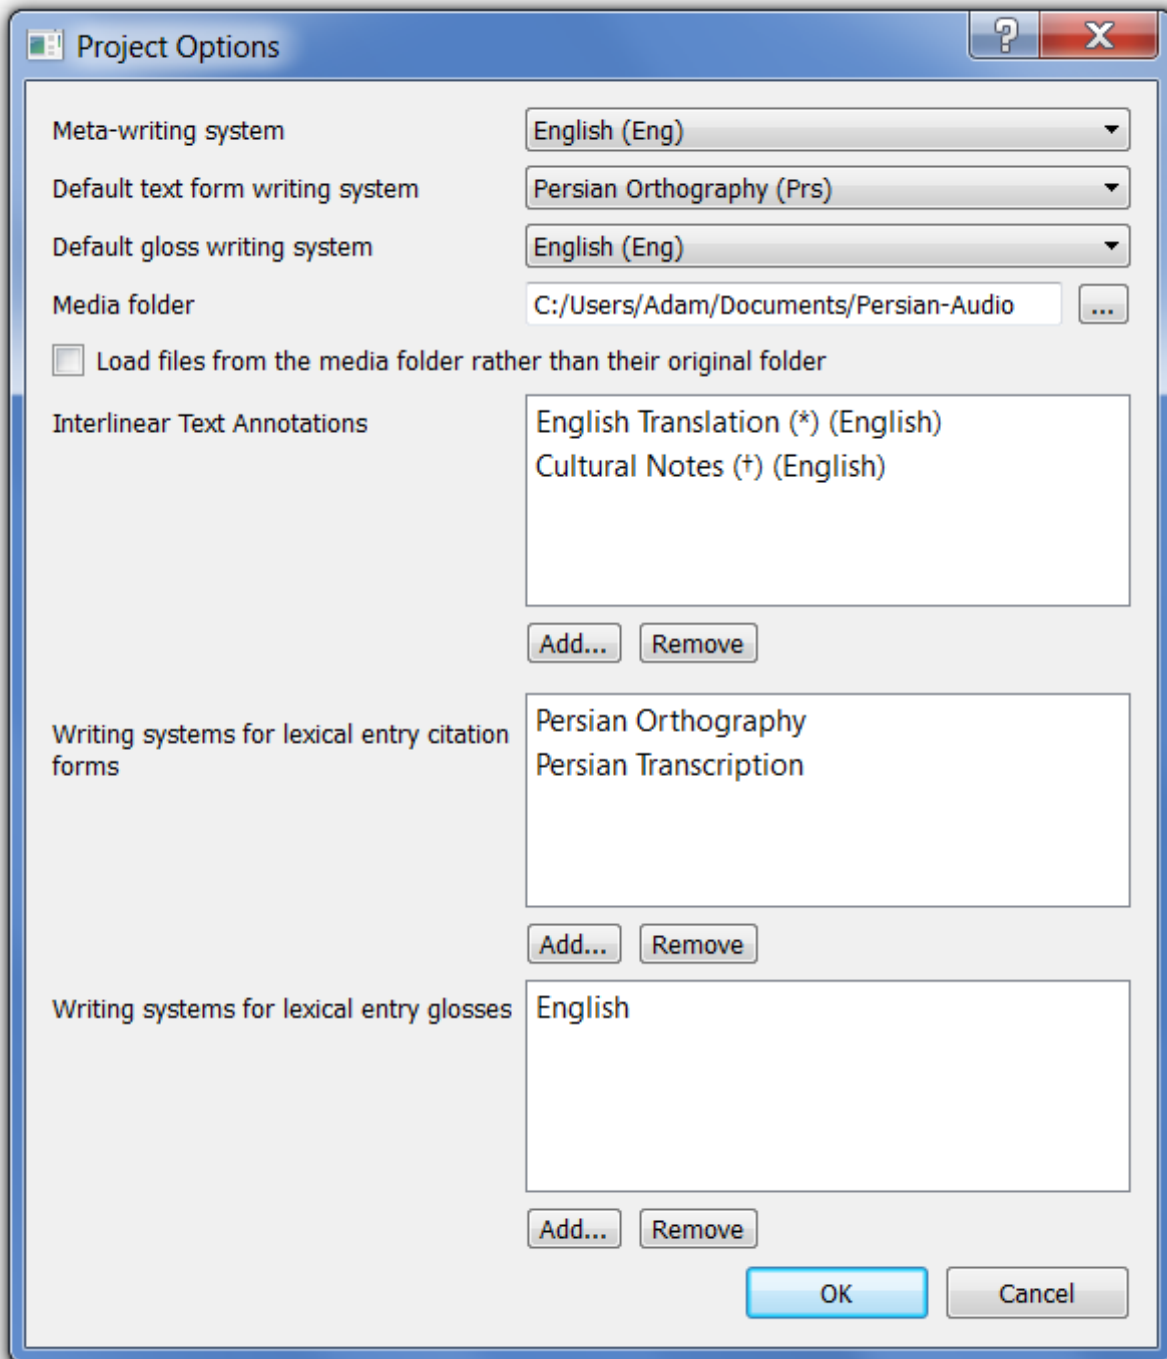 Project Options
Meta-writing system
English (Eng)
Default text form writing system
Persian Orthography (Prs)
Default gloss writing system
English (Eng)
Media folder
C:/Users/Adam/Documents/Persian-Audio
...
Load files from the media folder rather than their original folder
Interlinear Text Annotations
English Translation (*) (English)
Cultural Notes (†) (English)
Add...
Remove
Writing systems for lexical entry citation
forms
Persian Orthography
Persian Transcription
Add...
Remove
Writing systems for lexical entry glosses
English
Add...
Remove
OK
Cancel